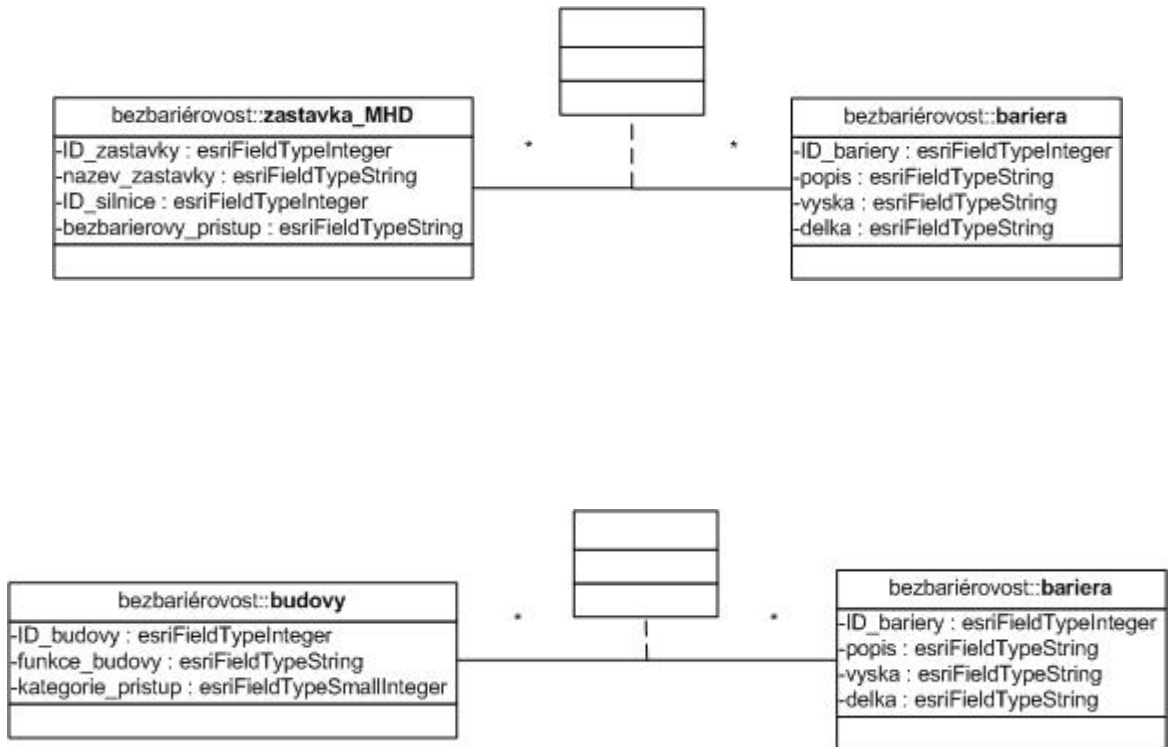 bezbariérovost::zastavka_MHD
-ID_zastavky : esriFieldTypeInteger
-nazev_zastavky : esriFieldTypeString
-ID_silnice : esriFieldTypeInteger
-bezbarierovy_pristup : esriFieldTypeString
*
*
bezbariérovost::bariera
-ID_bariery : esriFieldTypeInteger
-popis : esriFieldTypeString
-vyska : esriFieldTypeString
-delka : esriFieldTypeString
bezbariérovost::budovy
-ID_budovy : esriFieldTypeInteger
-funkce_budovy : esriFieldTypeString
-kategorie_pristup : esriFieldTypeSmallInteger
*
*
bezbariérovost::bariera
-ID_bariery : esriFieldTypeInteger
-popis : esriFieldTypeString
-vyska : esriFieldTypeString
-delka : esriFieldTypeString